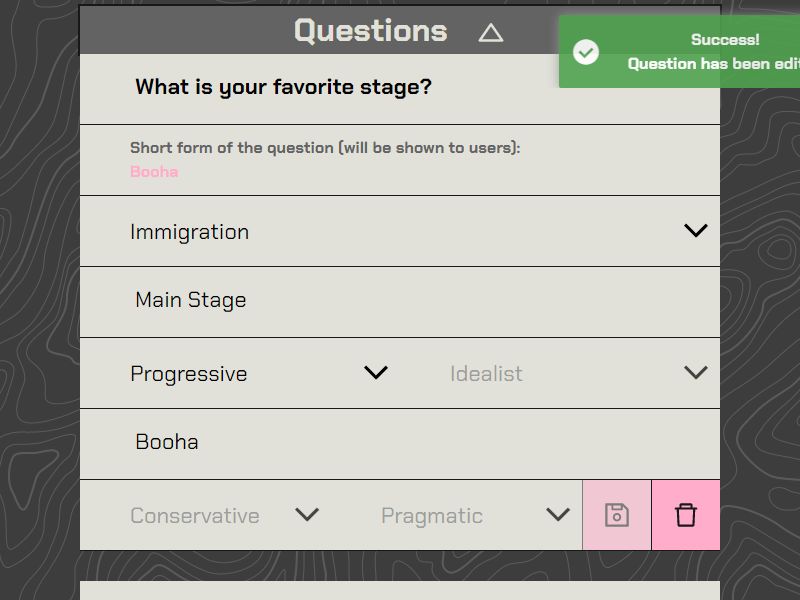 Questions
Success!
Question has been edit
What is your favorite stage?
Short form of the question (will be shown to users):
Booha
Immigration
Main Stage
Progressive
Idealist
Booha
Conservative
Pragmatic